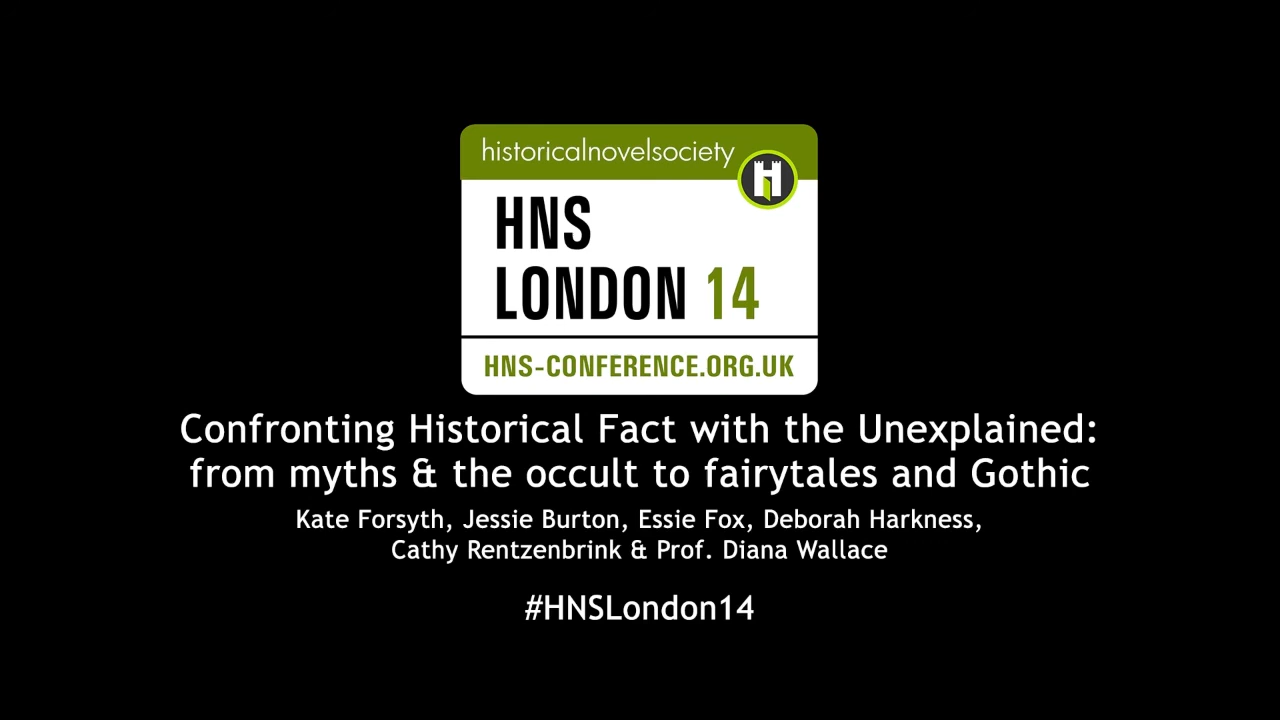 historicalnovelsociety
H
HNS
LONDON 14
HNS-CONFERENCE.ORG.UK
Confronting Historical Fact with the Unexplained:
from myths & the occult to fairytales and Gothic
Kate Forsyth, Jessie Burton, Essie Fox, Deborah Harkness,
Cathy Rentzenbrink & Prof. Diana Wallace
#HNSLondon14